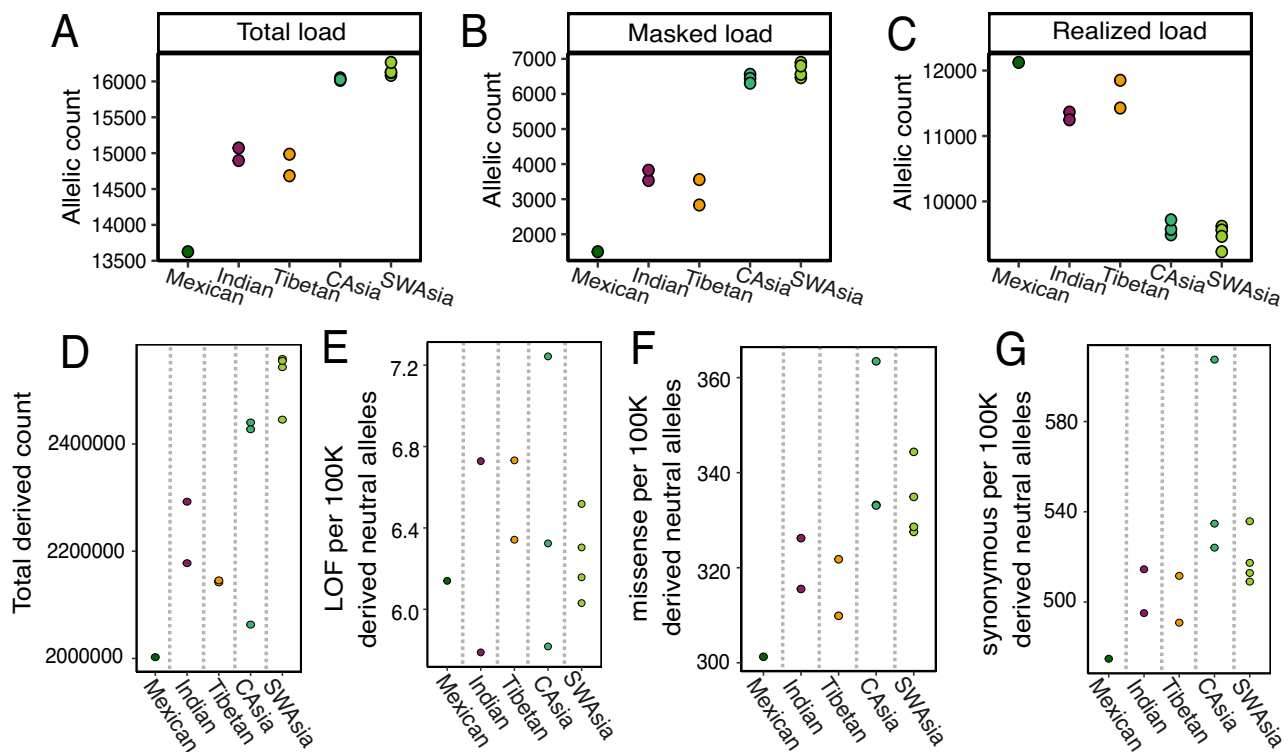 A
Total load
Allelic count
16000
15500
15000
14500
14000
13500
Mexican
Indian
Tibetan
CAsia
SWAsia
B
Masked load
Allelic count
7000
6000
5000
4000
3000
2000
Mexican
Indian
Tibetan
CAsia
SWAsia
C
Realized load
Allelic count
12000
11000
10000
Mexican
Indian
Tibetan
CAsia
SWAsia
D
Total derived count
2400000
2200000
2000000
Mexican
Indian
Tibetan
CAsia
SWAsia
E
LOF per 100K
derived neutral alleles
7.2
6.8
6.4
6.0
Mexican
Indian
Tibetan
CAsia
SWAsia
F
missense per 100K
derived neutral alleles
360
340
320
300
Mexican
Indian
Tibetan
CAsia
SWAsia
G
synonymous per 100K
derived neutral alleles
580
540
500
Mexican
Indian
Tibetan
CAsia
SWAsia